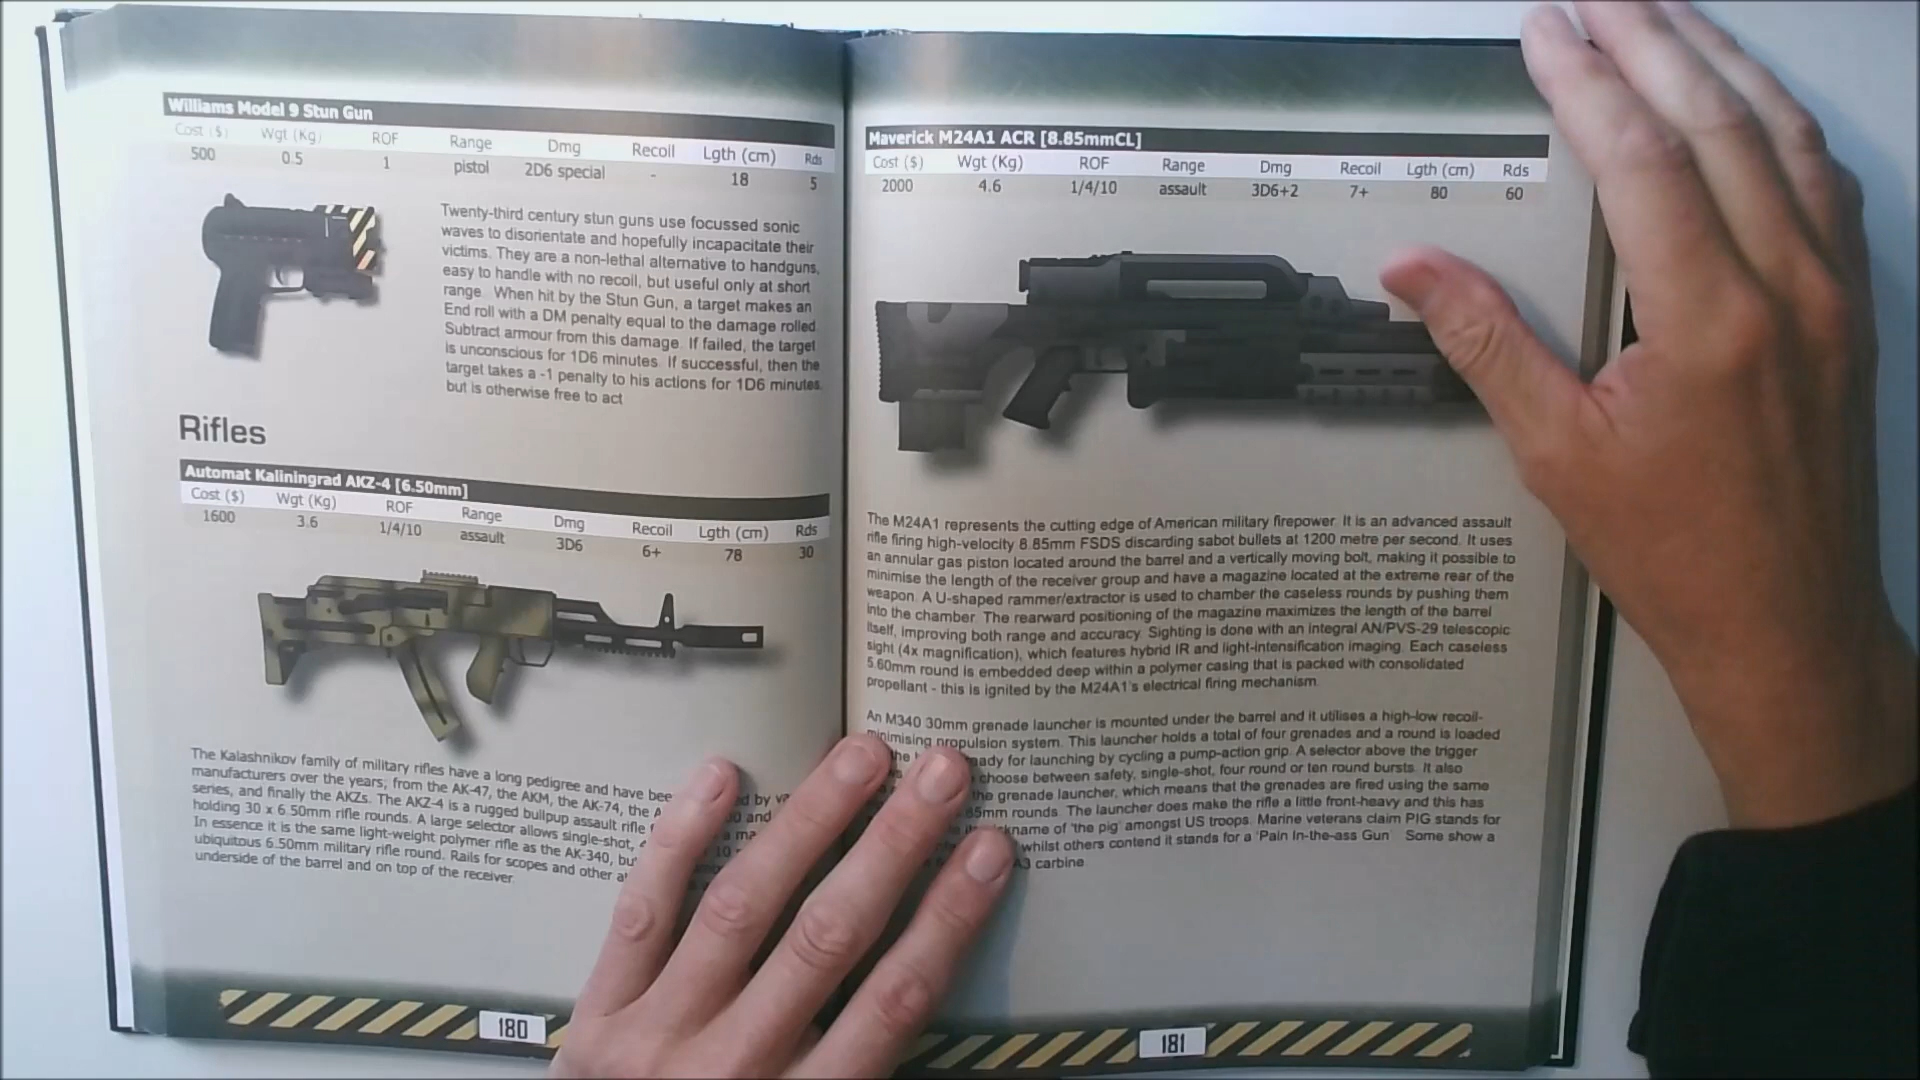 Williams Model 9 Stun Gun
Cost ($) Wgt (Kg) ROF Range Dmg Recoil Lgth (cm) Rds
500 0.5 1 pistol 2D6 special - 18 5
Twenty-third century stun guns use focussed sonic
waves to disorientate and hopefully incapacitate their
victims. They are a non-lethal alternative to handguns,
easy to handle with no recoil, but useful only at short
range. When hit by the Stun Gun, a target makes an
End roll with a DM penalty equal to the damage rolled.
Subtract armour from this damage. If failed, the target
is unconscious for 1D6 minutes. If successful, then the
target takes a -1 penalty to his actions for 1D6 minutes,
but is otherwise free to act
Rifles
Automat Kaliningrad AKZ-4 [6.50mm]
Cost ($) Wgt (Kg) ROF Range Dmg Recoil Lgth (cm) Rds
1600 3.6 1/4/10 assault 3D6 6+ 78 30
The Kalashnikov family of military rifles have a long pedigree and have
manufacturers over the years; from the AK-47, the AKM, the AK-74, the
series, and finally the AKZs. The AKZ-4 is a rugged bullpup assault rifle
holding 30 x 6.50mm rifle rounds. A large selector allows single-shot,
In essence it is the same light-weight polymer rifle as the AK-340,
ubiquitous 6.50mm military rifle round. Rails for scopes and other
underside of the barrel and on top of the receiver.
180
Maverick M24A1 ACR [8.85mmCL]
Cost ($) Wgt (Kg) ROF Range Dmg Recoil Lgth (cm) Rds
2000 4.6 1/4/10 assault 3D6+2 7+ 80 60
The M24A1 represents the cutting edge of American military firepower. It is an advanced assault
rifle firing high-velocity 8.85mm FSDS discarding sabot bullets at 1200 metre per second. It uses
an annular gas piston located around the barrel and a vertically moving bolt, making it possible to
minimise the length of the receiver group and have a magazine located at the extreme rear of the
weapon. A U-shaped rammer/extractor is used to chamber the caseless rounds by pushing them
into the chamber. The rearward positioning of the magazine maximizes the length of the barrel
itself, improving both range and accuracy. Sighting is done with an integral AN/PVS-29 telescopic
sight (4x magnification), which features hybrid IR and light-intensification imaging. Each caseless
5.60mm round is embedded deep within a polymer casing that is packed with consolidated
propellant - this is ignited by the M24A1's electrical firing mechanism.
An M340 30mm grenade launcher is mounted under the barrel and it utilises a high-low recoil-
minimising propulsion system. This launcher holds a total of four grenades and a round is loaded
ready for launching by cycling a pump-action grip. A selector above the trigger
choose between safety, single-shot, four round or ten round bursts. It also
the grenade launcher, which means that the grenades are fired using the same
rounds. The launcher does make the rifle a little front-heavy and this has
nickname of 'the pig' amongst US troops. Marine veterans claim PIG stands for
whilst others contend it stands for a 'Pain In-the-ass Gun'. Some show a
carbine
181